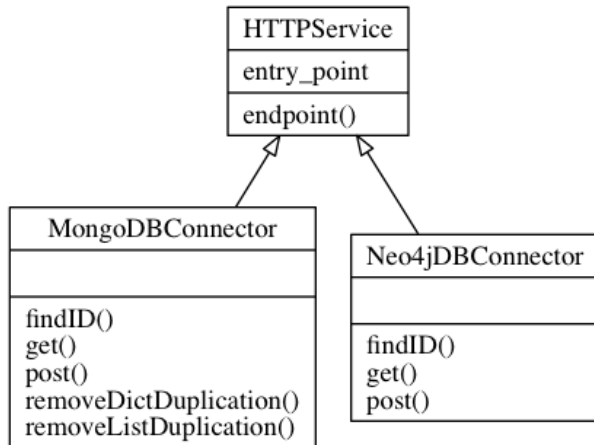 HTTPService
entry_point
endpoint()
MongoDBConnector
findID()
get()
post()
removeDictDuplication()
removeListDuplication()
Neo4jDBConnector
findID()
get()
post()